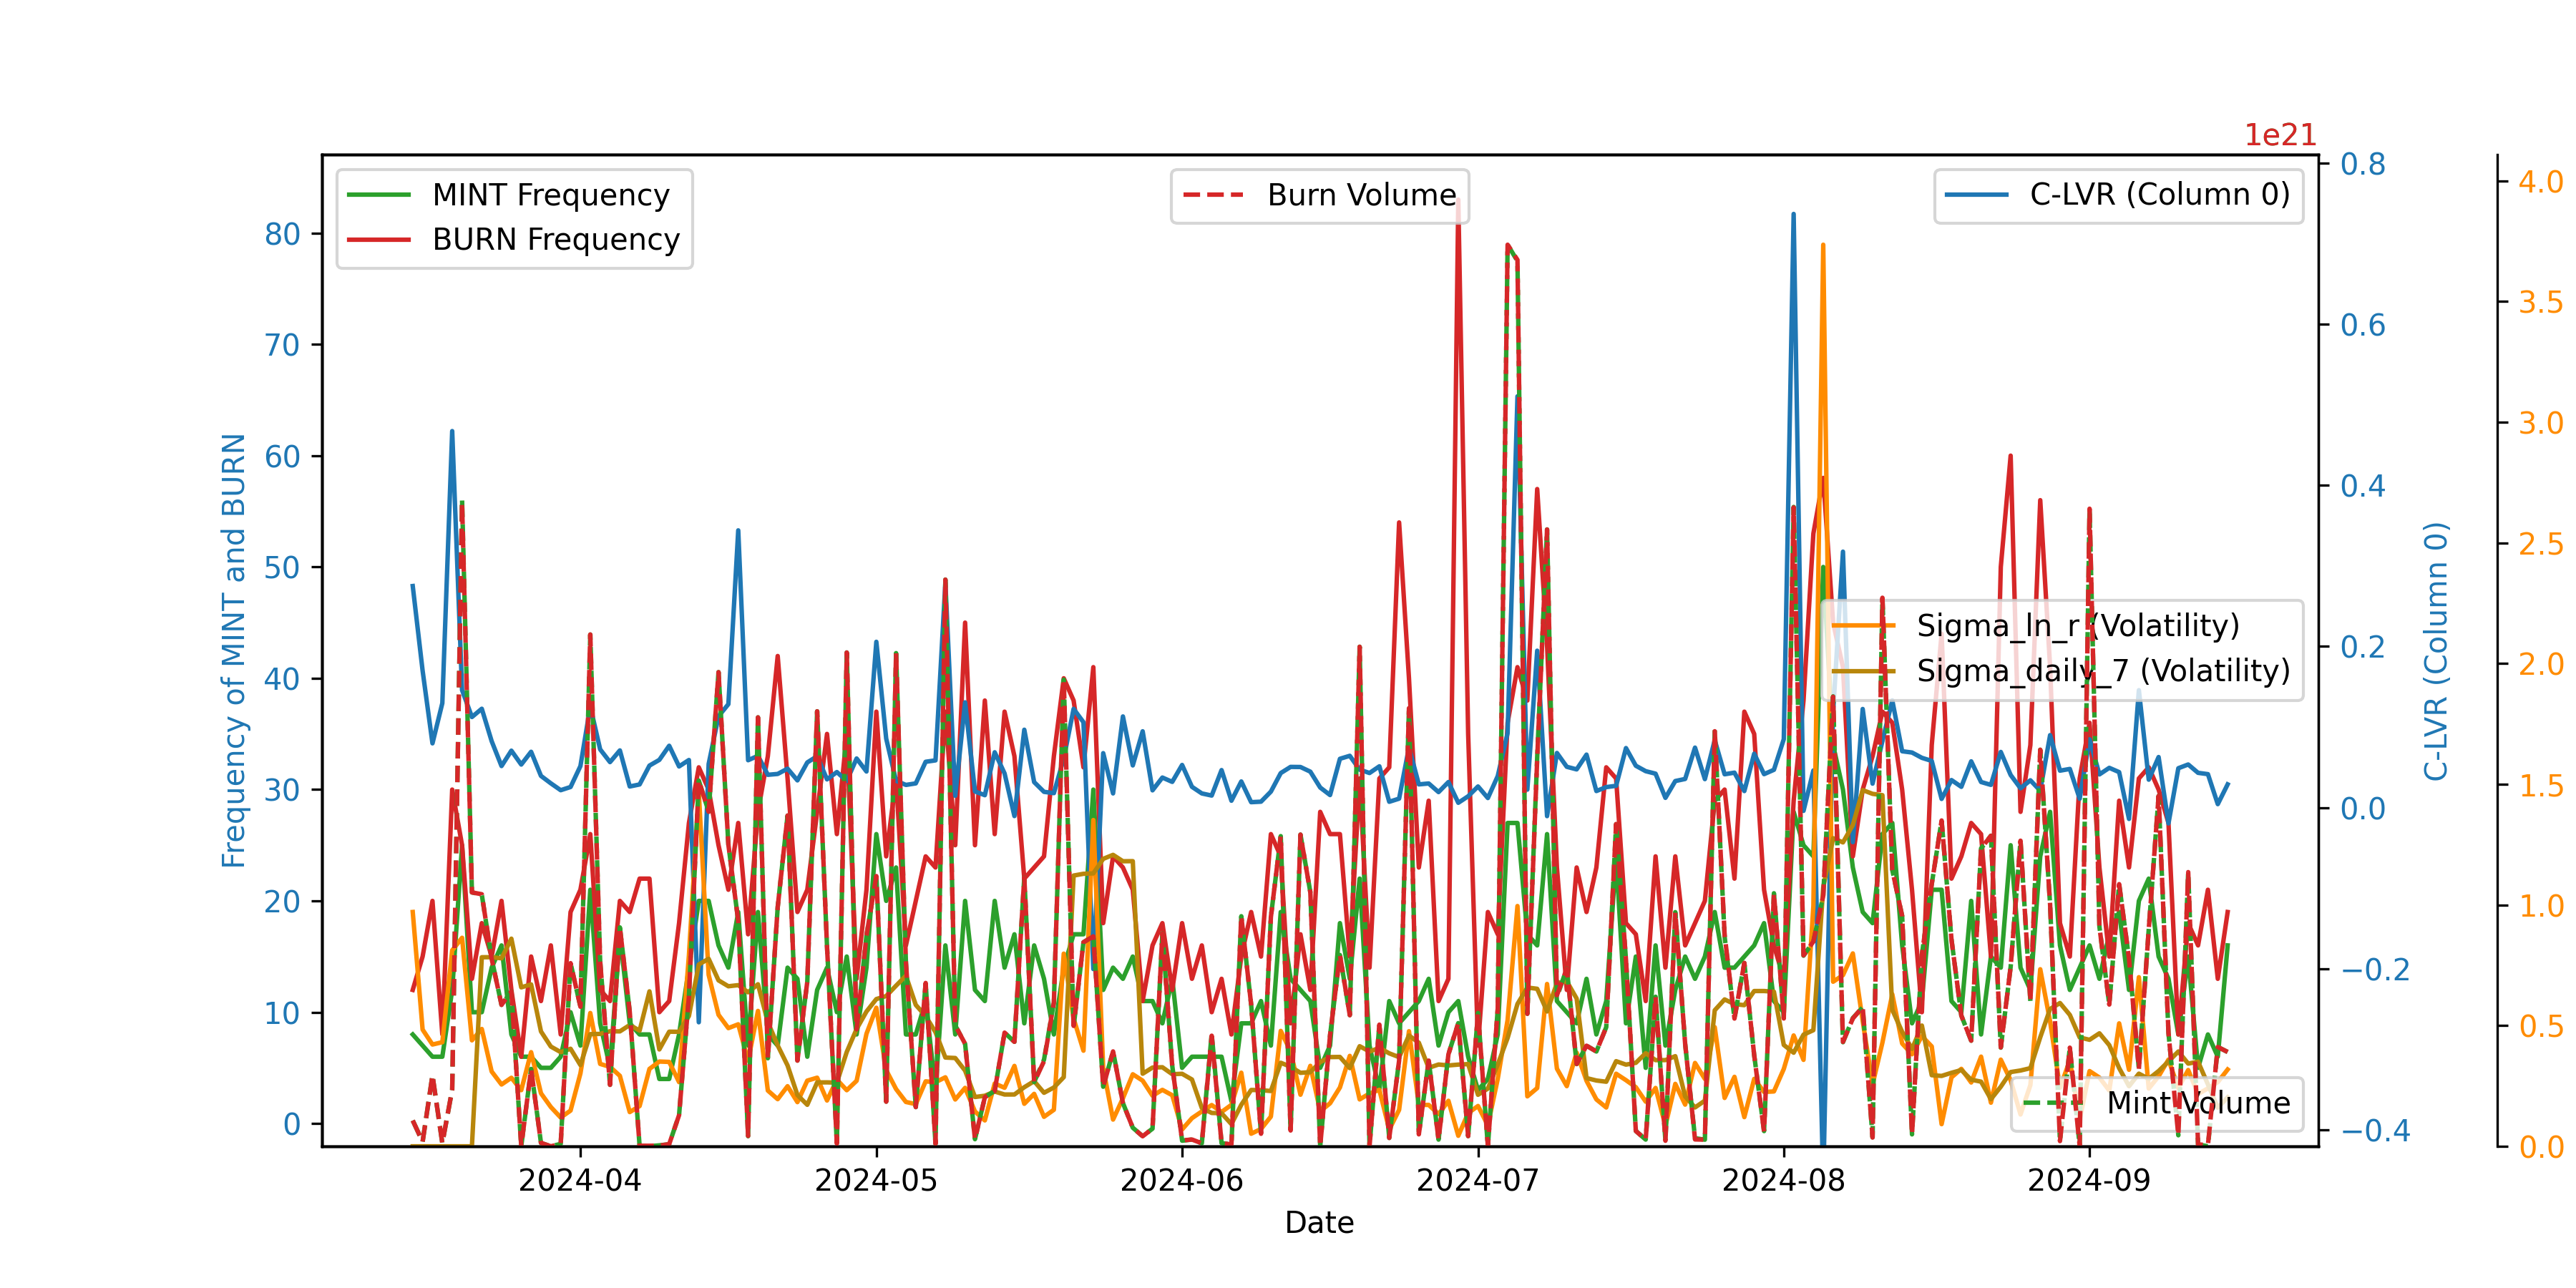 1e21
MINT Frequency
BURN Frequency
Burn Volume
C-LVR (Column 0)
Sigma_ln_r (Volatility)
Sigma_daily_7 (Volatility)
Mint Volume
Frequency of MINT and BURN
80
70
60
50
40
30
20
10
0
0.8
0.6
0.4
0.2
0.0
−0.2
−0.4
C-LVR (Column 0)
4.0
3.5
3.0
2.5
2.0
1.5
1.0
0.5
0.0
2024-04
2024-05
2024-06
2024-07
2024-08
2024-09
Date